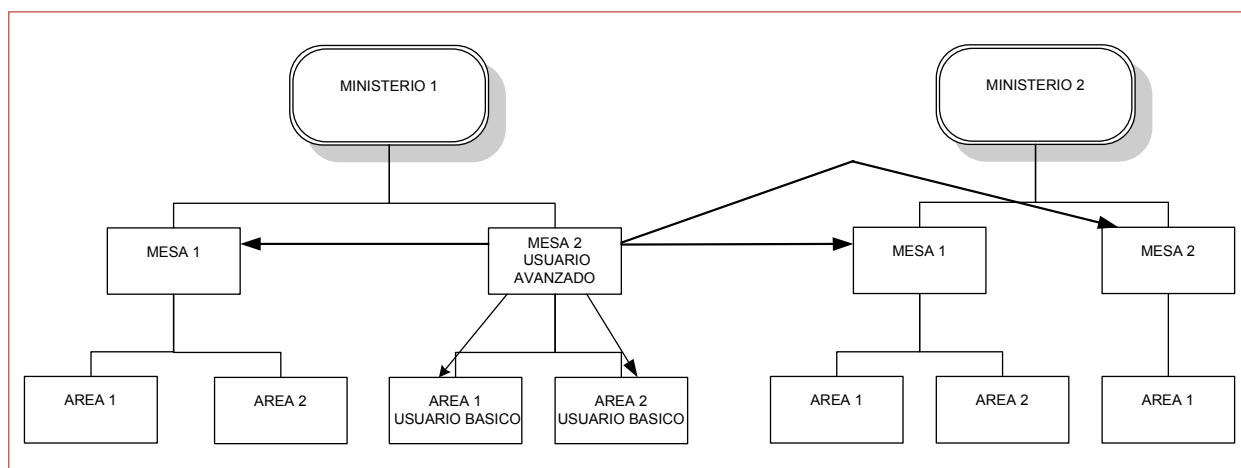 MINISTERIO 1
MINISTERIO 2
MESA 1
MESA 2
USUARIO
AVANZADO
MESA 1
MESA 2
AREA 1
AREA 2
AREA 1
USUARIO BASICO
AREA 2
USUARIO BASICO
AREA 1
AREA 2
AREA 1